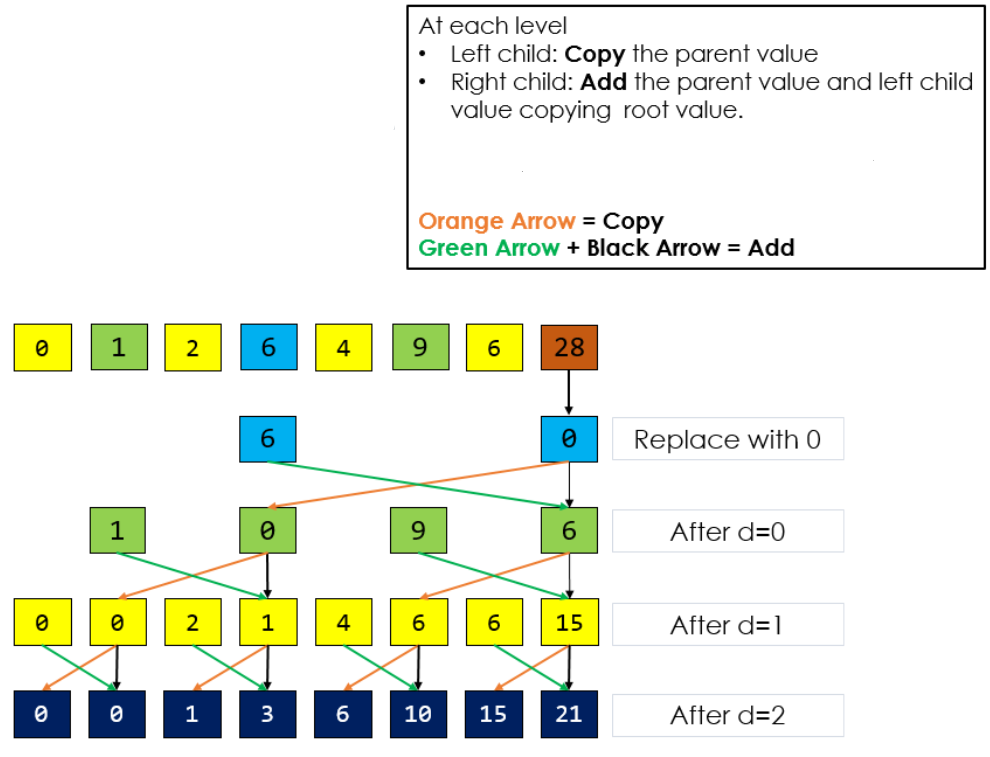 At each level
• Left child: Copy the parent value
• Right child: Add the parent value and left child
value copying root value.
Orange Arrow = Copy
Green Arrow + Black Arrow = Add
0 1 2 6 4 9 6 28
6 0 Replace with 0
1 0 9 6 After d=0
0 0 2 1 4 6 6 15 After d=1
0 0 1 3 6 10 15 21 After d=2